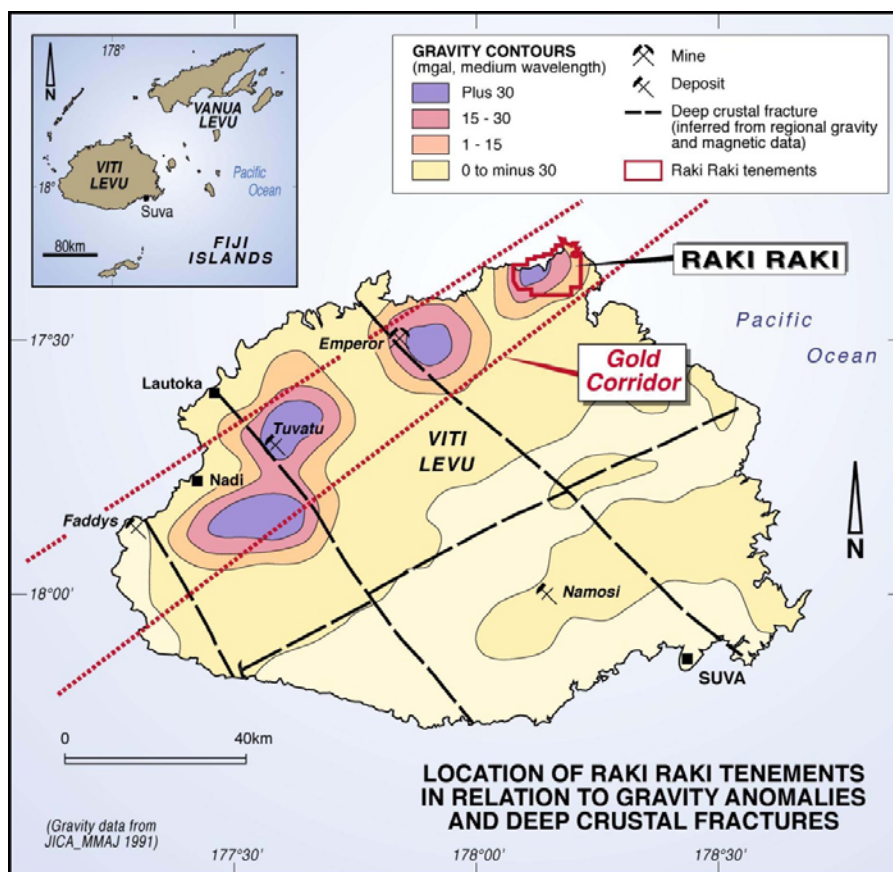 178°
N
VANUA
LEVU
VITI
LEVU
18°
Pacific
Ocean
Suva
80km
FIJI
ISLANDS
GRAVITY CONTOURS
(mgal, medium wavelength)
Plus 30
15 - 30
1 - 15
0 to minus 30
Mine
Deposit
Deep crustal fracture
(inferred from regional gravity
and magnetic data)
Raki Raki tenements
RAKI RAKI
Pacific
Ocean
17°30'
Emperor
Gold
Corridor
Lautoka
Tuvatu
VITI
LEVU
Nadi
Faddys
N
18°00'
Namosi
SUVA
0 40km
LOCATION OF RAKI RAKI TENEMENTS
IN RELATION TO GRAVITY ANOMALIES
AND DEEP CRUSTAL FRACTURES
(Gravity data from
JICA_MMAJ 1991)
177°30' 178°00' 178°30'